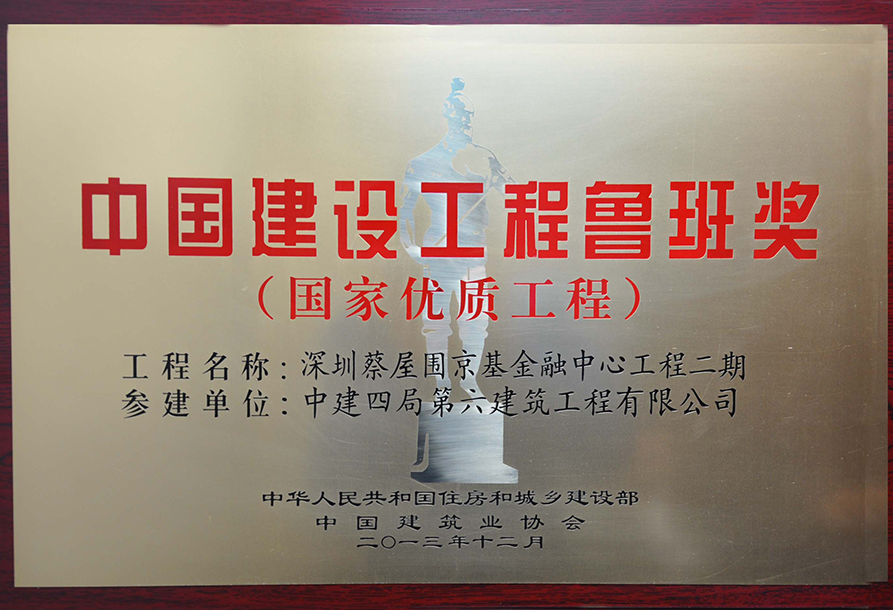 中国建设工程鲁班奖
（国家优质工程）
工程名称：深圳蔡屋围京基金融中心工程二期
参建单位：中建四局第六建筑工程有限公司
中华人民共和国住房和城乡建设部
中国建筑业协会
二〇一三年十二月